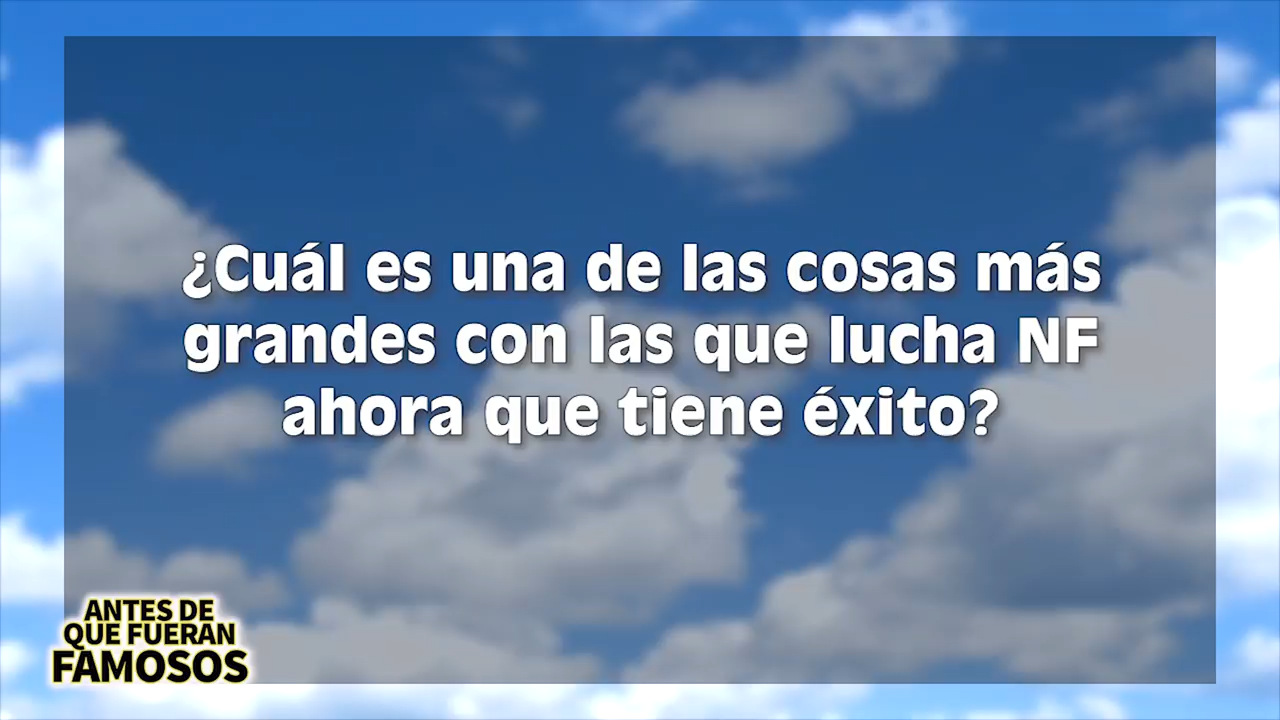 ¿Cuál es una de las cosas más
grandes con las que lucha NF
ahora que tiene éxito?
ANTES DE
QUE FUERAN
FAMOSOS